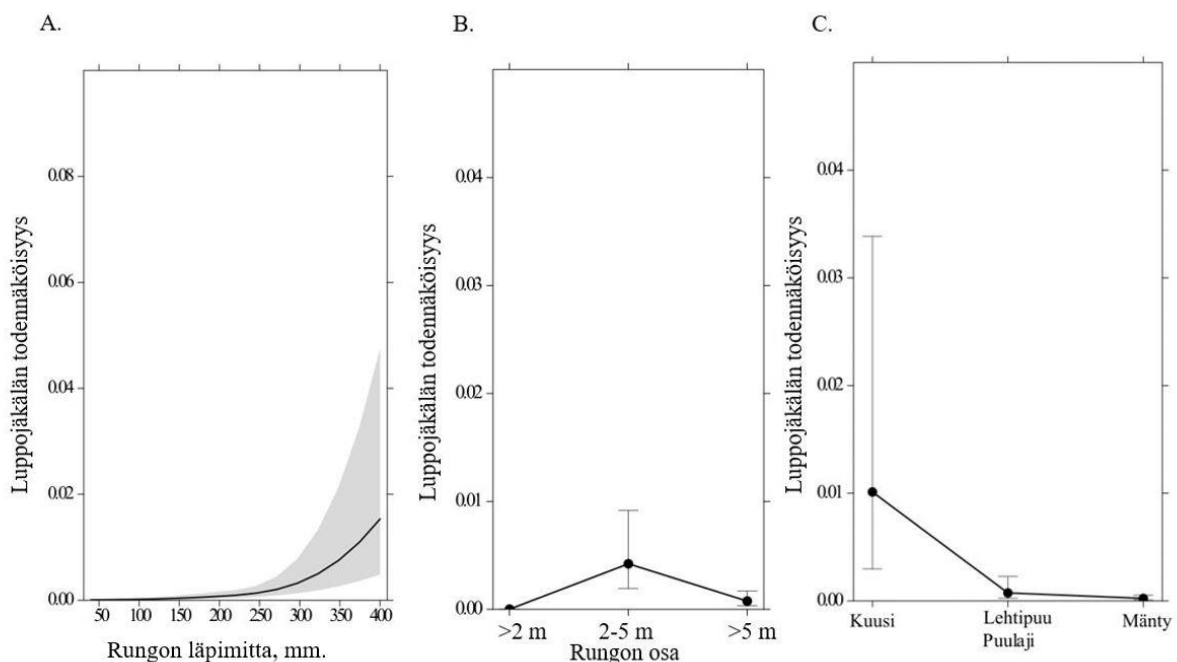 A.
Luppojäkälän todennäköisyys
0.08
0.06
0.04
0.02
0.00
50 100 150 200 250 300 350 400
Rungon läpimitta, mm.
B.
Luppojäkälän todennäköisyys
0.04
0.03
0.02
0.01
0.00
>2 m 2-5 m >5 m
Rungon osa
C.
Luppojäkälän todennäköisyys
0.04
0.03
0.02
0.01
0.00
Kuusi Lehtipuu Mänty
Puulaji